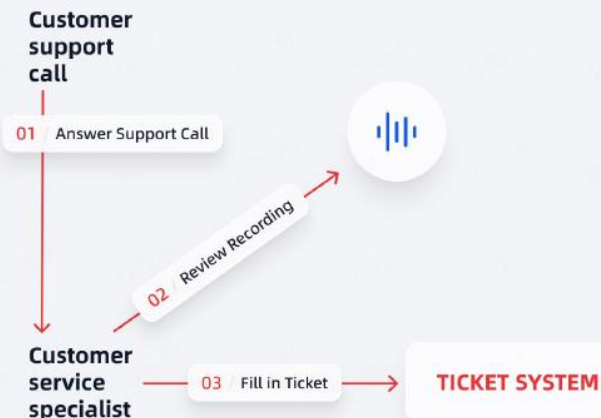 Customer
support
call
01 / Answer Support Call
02 / Review Recording
Customer
service
specialist
03 / Fill in Ticket
TICKET SYSTEM